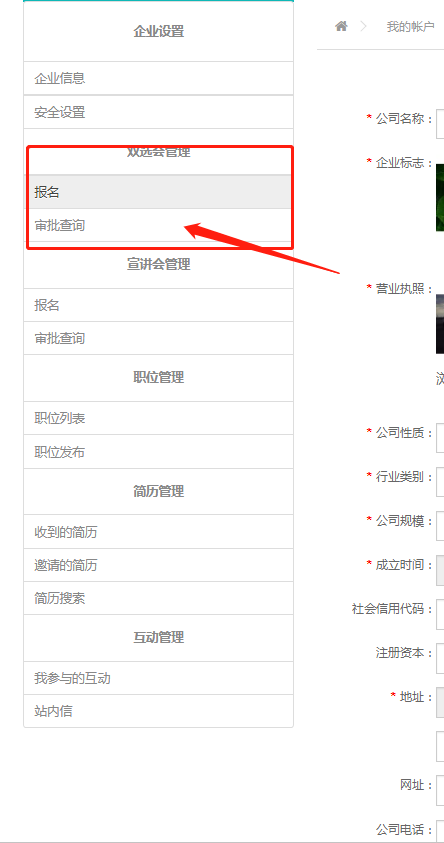 企业设置
企业信息
安全设置
双选会管理
报名
审批查询
宣讲会管理
报名
审批查询
职位管理
职位列表
职位发布
简历管理
收到的简历
邀请的简历
简历搜索
互动管理
我参与的互动
站内信
我的帐户
* 公司名称：
* 企业标志：
* 营业执照：
浏
* 公司性质：
* 行业类别：
* 公司规模：
* 成立时间：
社会信用代码：
注册资本：
* 地址：
网址：
公司电话：